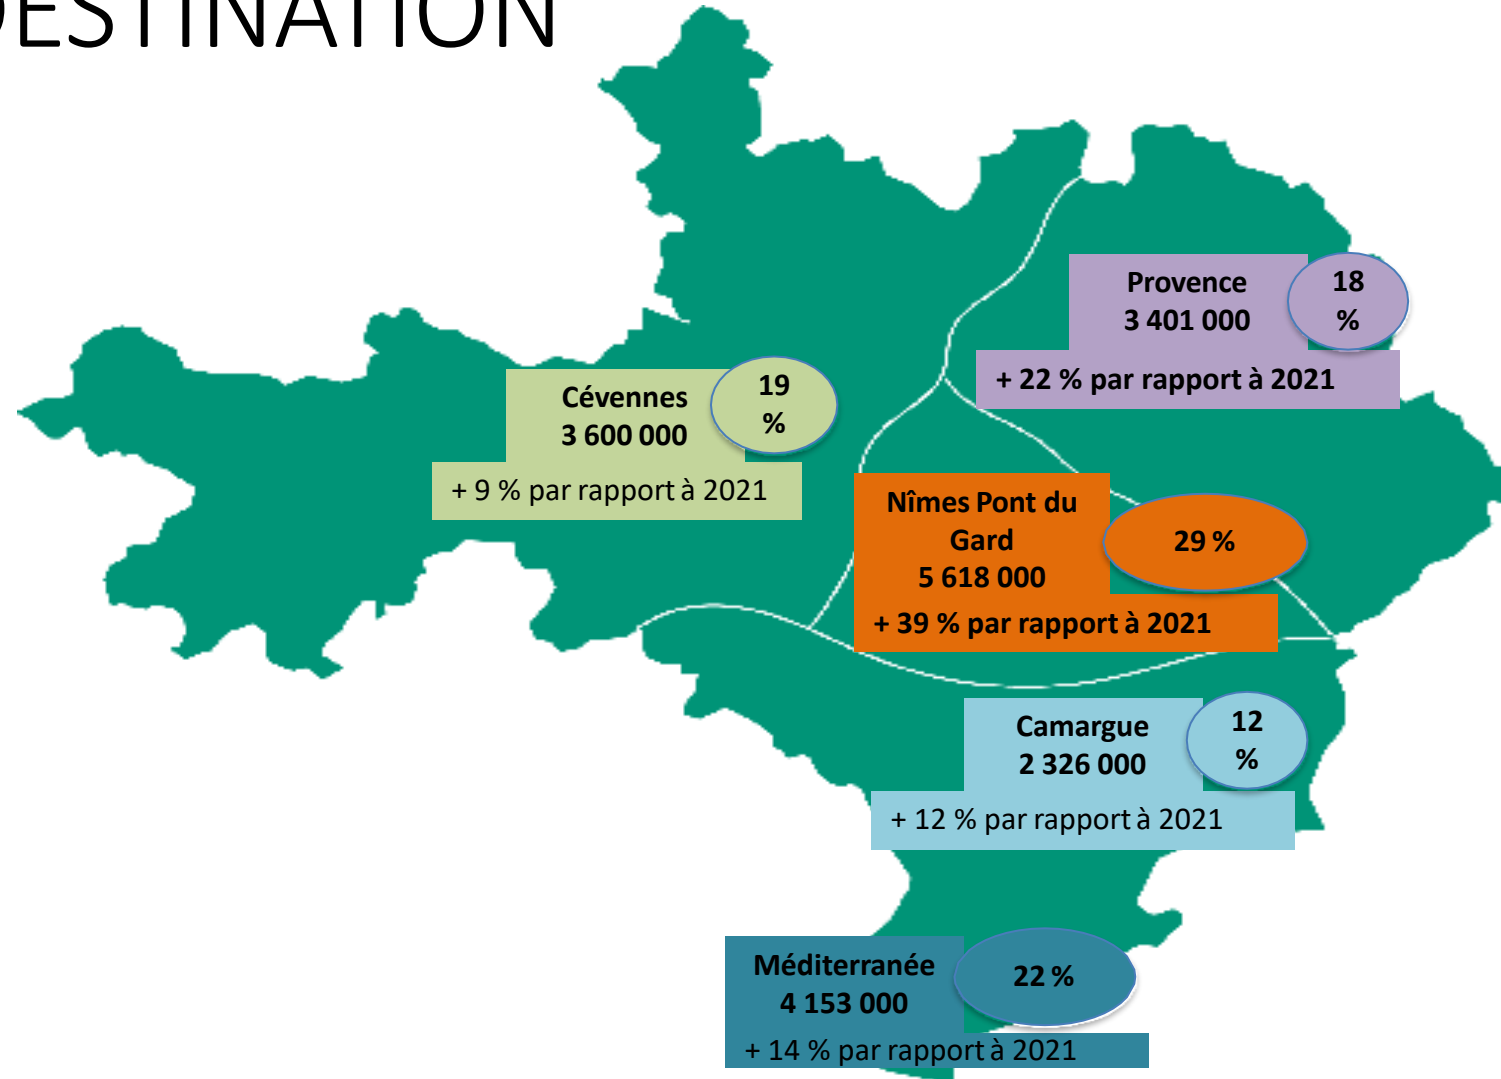 DESTINATION
Provence
3 401 000
18
%
+ 22 % par rapport à 2021
Cévennes
3 600 000
19
%
+ 9 % par rapport à 2021
Nîmes Pont du
Gard
5 618 000
29 %
+ 39 % par rapport à 2021
Camargue
2 326 000
12
%
+ 12 % par rapport à 2021
Méditerranée
4 153 000
22 %
+ 14 % par rapport à 2021